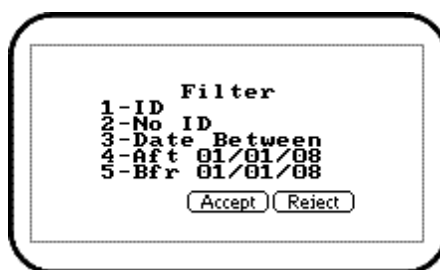 Filter
1-ID
2-No ID
3-Date Between
4-Aft 01/01/08
5-Bfr 01/01/08
Accept Reject